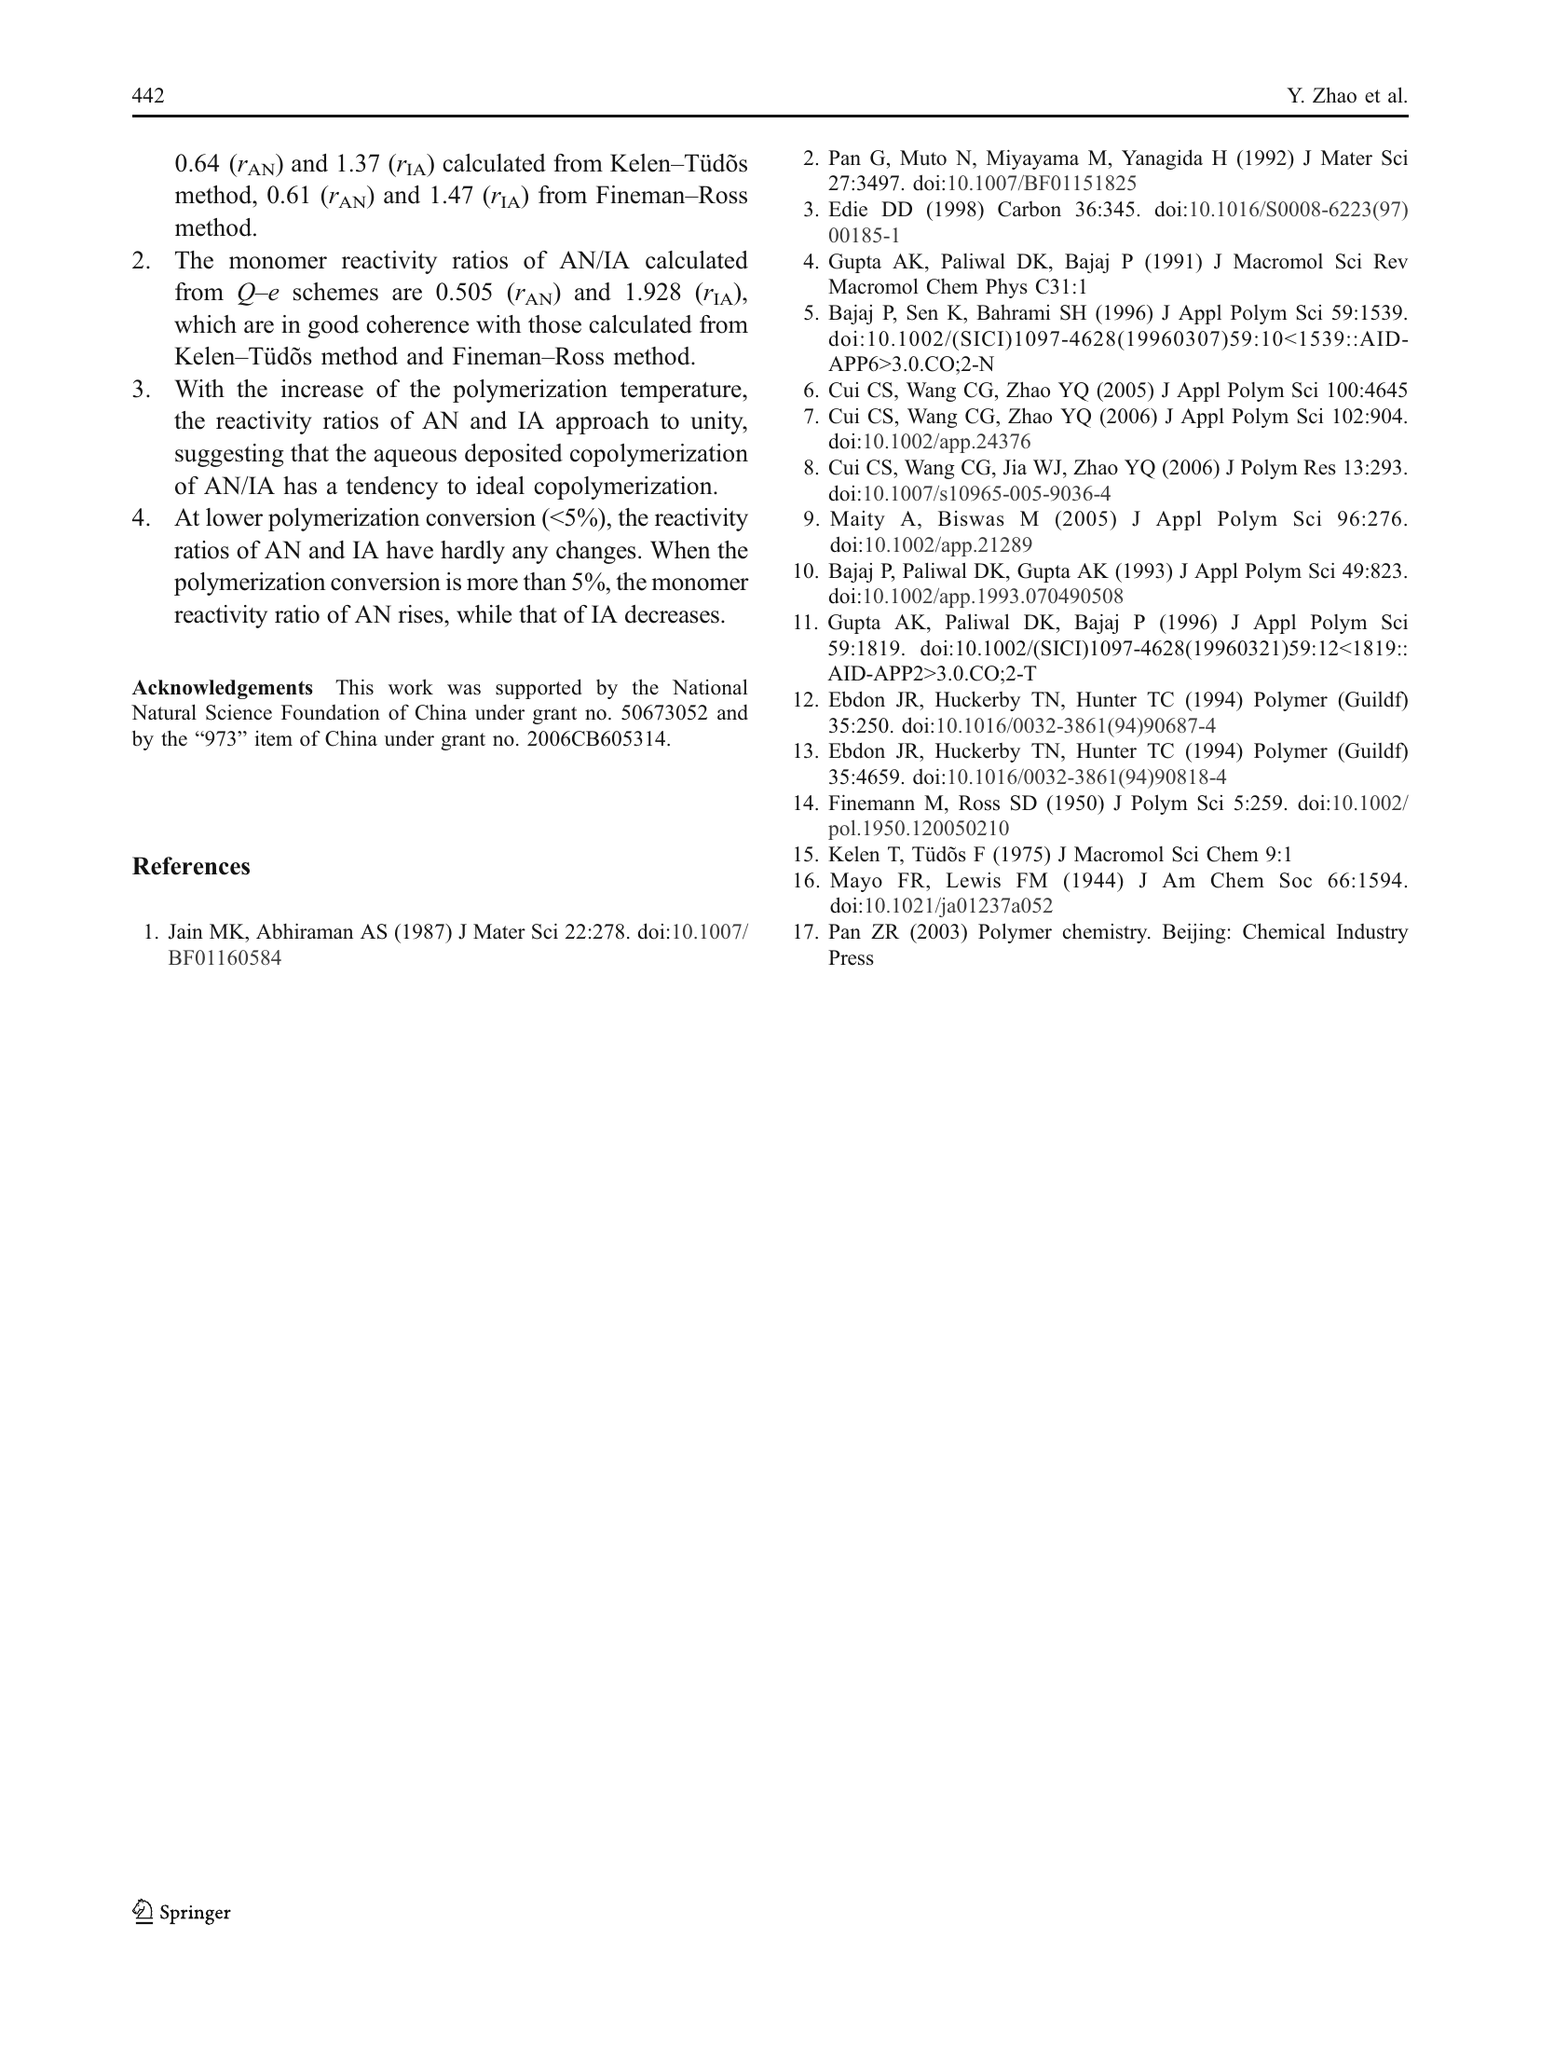 442
Y. Zhao et al.
0.64 (rAN) and 1.37 (rIA) calculated from Kelen–Tüdõs
method, 0.61 (rAN) and 1.47 (rIA) from Fineman–Ross
method.
2. The monomer reactivity ratios of AN/IA calculated
from Q–e schemes are 0.505 (rAN) and 1.928 (rIA),
which are in good coherence with those calculated from
Kelen–Tüdõs method and Fineman–Ross method.
3. With the increase of the polymerization temperature,
the reactivity ratios of AN and IA approach to unity,
suggesting that the aqueous deposited copolymerization
of AN/IA has a tendency to ideal copolymerization.
4. At lower polymerization conversion (<5%), the reactivity
ratios of AN and IA have hardly any changes. When the
polymerization conversion is more than 5%, the monomer
reactivity ratio of AN rises, while that of IA decreases.
Acknowledgements This work was supported by the National
Natural Science Foundation of China under grant no. 50673052 and
by the “973” item of China under grant no. 2006CB605314.
References
1. Jain MK, Abhiraman AS (1987) J Mater Sci 22:278. doi:10.1007/
BF01160584
2. Pan G, Muto N, Miyayama M, Yanagida H (1992) J Mater Sci
27:3497. doi:10.1007/BF01151825
3. Edie DD (1998) Carbon 36:345. doi:10.1016/S0008-6223(97)
00185-1
4. Gupta AK, Paliwal DK, Bajaj P (1991) J Macromol Sci Rev
Macromol Chem Phys C31:1
5. Bajaj P, Sen K, Bahrami SH (1996) J Appl Polym Sci 59:1539.
doi:10.1002/(SICI)1097-4628(19960307)59:10<1539::AID-
APP6>3.0.CO;2-N
6. Cui CS, Wang CG, Zhao YQ (2005) J Appl Polym Sci 100:4645
7. Cui CS, Wang CG, Zhao YQ (2006) J Appl Polym Sci 102:904.
doi:10.1002/app.24376
8. Cui CS, Wang CG, Jia WJ, Zhao YQ (2006) J Polym Res 13:293.
doi:10.1007/s10965-005-9036-4
9. Maity A, Biswas M (2005) J Appl Polym Sci 96:276.
doi:10.1002/app.21289
10. Bajaj P, Paliwal DK, Gupta AK (1993) J Appl Polym Sci 49:823.
doi:10.1002/app.1993.070490508
11. Gupta AK, Paliwal DK, Bajaj P (1996) J Appl Polym Sci
59:1819. doi:10.1002/(SICI)1097-4628(19960321)59:12<1819::
AID-APP2>3.0.CO;2-T
12. Ebdon JR, Huckerby TN, Hunter TC (1994) Polymer (Guildf)
35:250. doi:10.1016/0032-3861(94)90687-4
13. Ebdon JR, Huckerby TN, Hunter TC (1994) Polymer (Guildf)
35:4659. doi:10.1016/0032-3861(94)90818-4
14. Finemann M, Ross SD (1950) J Polym Sci 5:259. doi:10.1002/
pol.1950.120050210
15. Kelen T, Tüdõs F (1975) J Macromol Sci Chem 9:1
16. Mayo FR, Lewis FM (1944) J Am Chem Soc 66:1594.
doi:10.1021/ja01237a052
17. Pan ZR (2003) Polymer chemistry. Beijing: Chemical Industry
Press
Springer